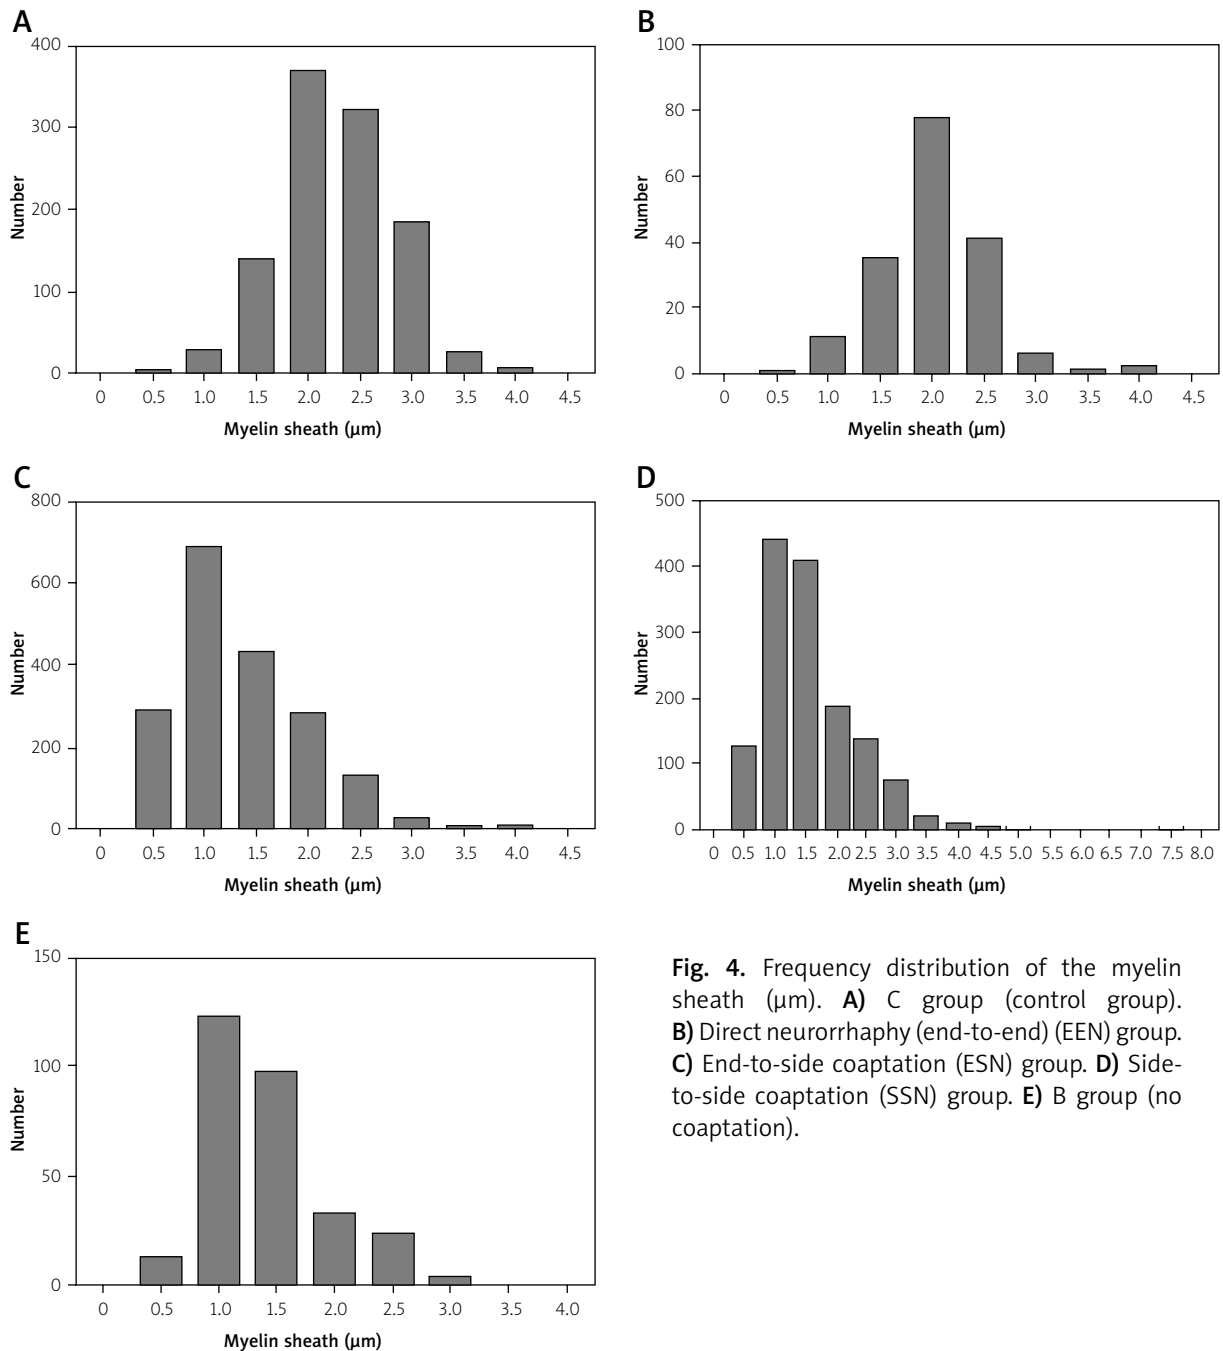 A
400
300
200
100
0
Number
0 0.5 1.0 1.5 2.0 2.5 3.0 3.5 4.0 4.5
Myelin sheath (µm)
B
100
80
60
40
20
0
Number
0 0.5 1.0 1.5 2.0 2.5 3.0 3.5 4.0 4.5
Myelin sheath (µm)
C
800
600
400
200
0
Number
0 0.5 1.0 1.5 2.0 2.5 3.0 3.5 4.0 4.5
Myelin sheath (µm)
D
500
400
300
200
100
0
Number
0 0.5 1.0 1.5 2.0 2.5 3.0 3.5 4.0 4.5 5.0 5.5 6.0 6.5 7.0 7.5 8.0
Myelin sheath (µm)
E
150
100
50
0
Number
0 0.5 1.0 1.5 2.0 2.5 3.0 3.5 4.0
Myelin sheath (µm)
Fig. 4. Frequency distribution of the myelin
sheath (µm). A) C group (control group).
B) Direct neurorrhaphy (end-to-end) (EEN) group.
C) End-to-side coaptation (ESN) group. D) Side-
to-side coaptation (SSN) group. E) B group (no
coaptation).